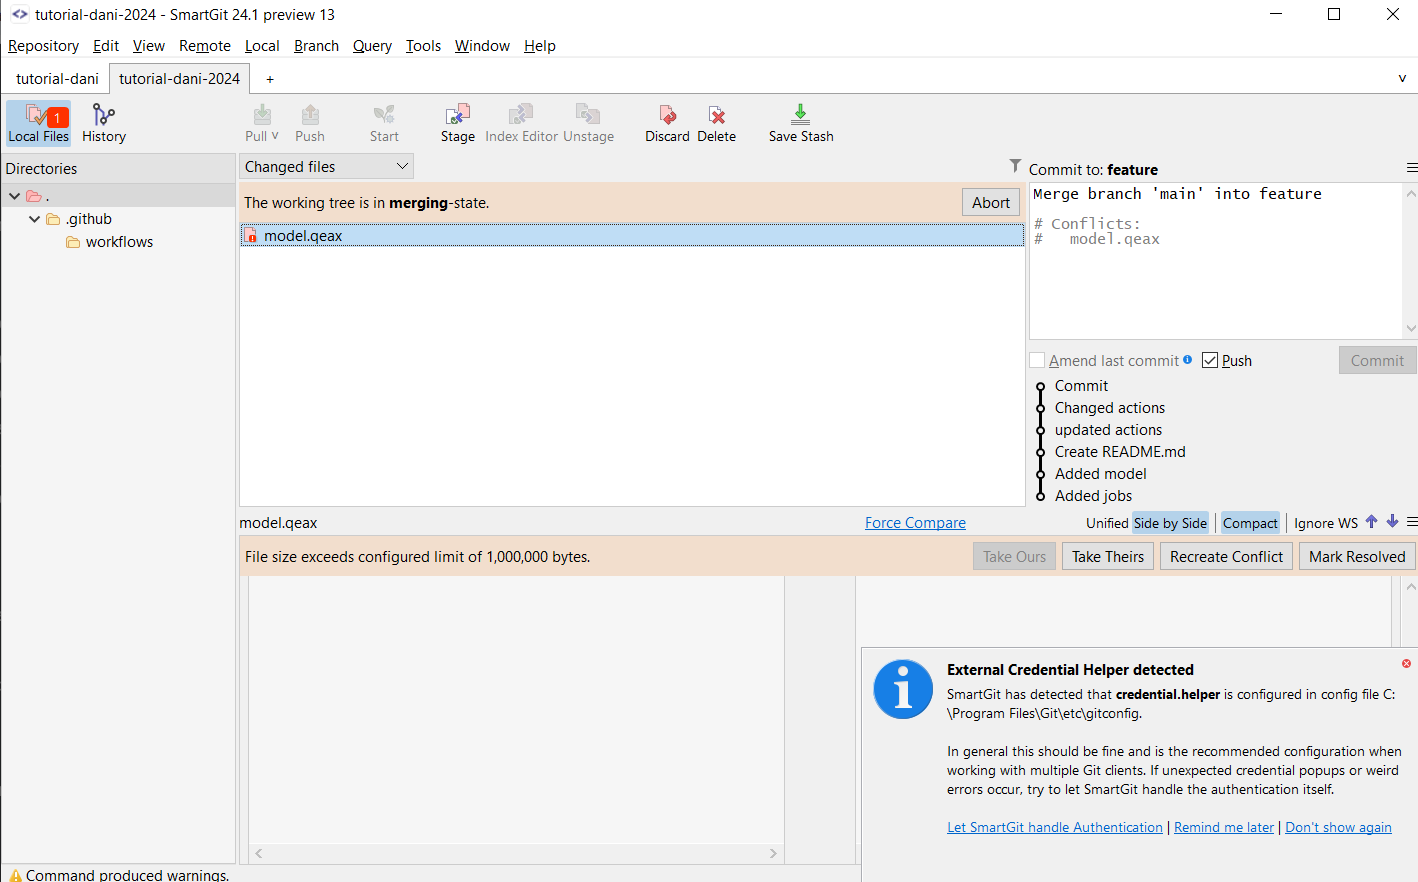 tutorial-dani-2024 - SmartGit 24.1 preview 13
Repository Edit View Remote Local Branch Query Tools Window Help
tutorial-dani tutorial-dani-2024 +
1
Local Files History Pull Push Start Stage Index Editor Unstage Discard Delete Save Stash
Directories
.
.github
workflows
Changed files
The working tree is in merging-state. Abort
model.qeax
Commit to: feature
Merge branch 'main' into feature
# Conflicts:
# model.qeax
Amend last commit Push Commit
Commit
Changed actions
updated actions
Create README.md
Added model
Added jobs
model.qeax Force Compare Unified Side by Side Compact Ignore WS
File size exceeds configured limit of 1,000,000 bytes. Take Ours Take Theirs Recreate Conflict Mark Resolved
External Credential Helper detected
SmartGit has detected that credential.helper is configured in config file C:
\Program Files\Git\etc\gitconfig.
In general this should be fine and is the recommended configuration when
working with multiple Git clients. If unexpected credential popups or weird
errors occur, try to let SmartGit handle the authentication itself.
Let SmartGit handle Authentication | Remind me later | Don't show again
Command produced warnings.